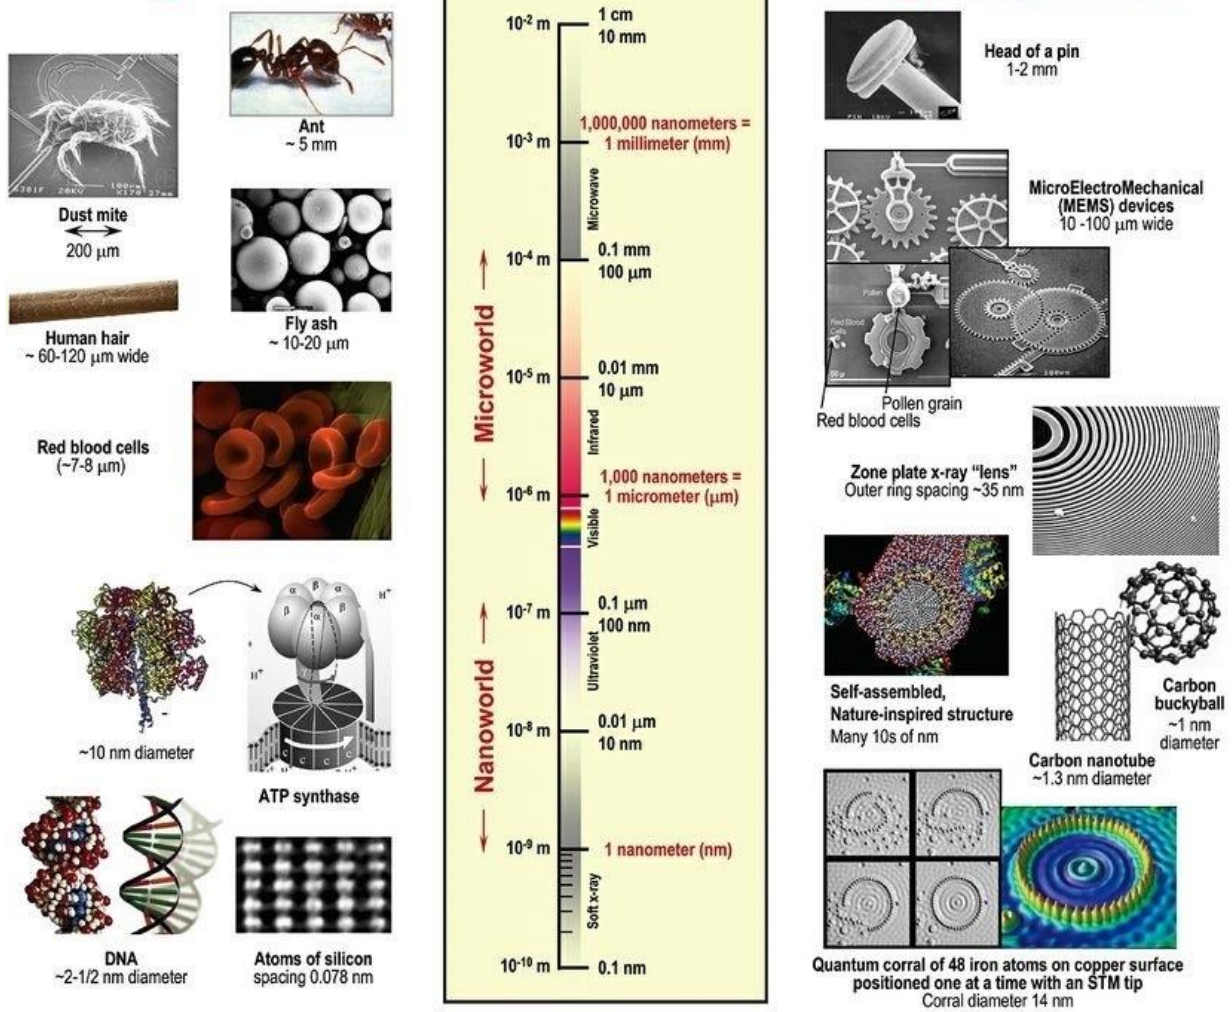 Ant
~ 5 mm
Dust mite
200 μm
Human hair
~ 60-120 μm wide
Fly ash
~ 10-20 μm
Red blood cells
(~7-8 μm)
~10 nm diameter
α
β
α
β
β
α
H⁺
H⁺
H⁺
H⁺
c
c
c
c
ATP synthase
DNA
~2-1/2 nm diameter
Atoms of silicon
spacing 0.078 nm
10⁻² m
1 cm
10 mm
1,000,000 nanometers =
10⁻³ m
1 millimeter (mm)
Microwave
10⁻⁴ m
0.1 mm
100 μm
Microworld
10⁻⁵ m
0.01 mm
10 μm
Infrared
1,000 nanometers =
10⁻⁶ m
1 micrometer (μm)
Visible
10⁻⁷ m
0.1 μm
100 nm
Nanoworld
Ultraviolet
10⁻⁸ m
0.01 μm
10 nm
10⁻⁹ m
1 nanometer (nm)
Soft x-ray
10⁻¹⁰ m
0.1 nm
Head of a pin
1-2 mm
MicroElectroMechanical
(MEMS) devices
10 -100 μm wide
Pollen
Red Blood
Cells
Pollen grain
Red blood cells
Zone plate x-ray “lens”
Outer ring spacing ~35 nm
Self-assembled,
Nature-inspired structure
Many 10s of nm
Carbon
buckyball
~1 nm
diameter
Carbon nanotube
~1.3 nm diameter
Quantum corral of 48 iron atoms on copper surface
positioned one at a time with an STM tip
Corral diameter 14 nm